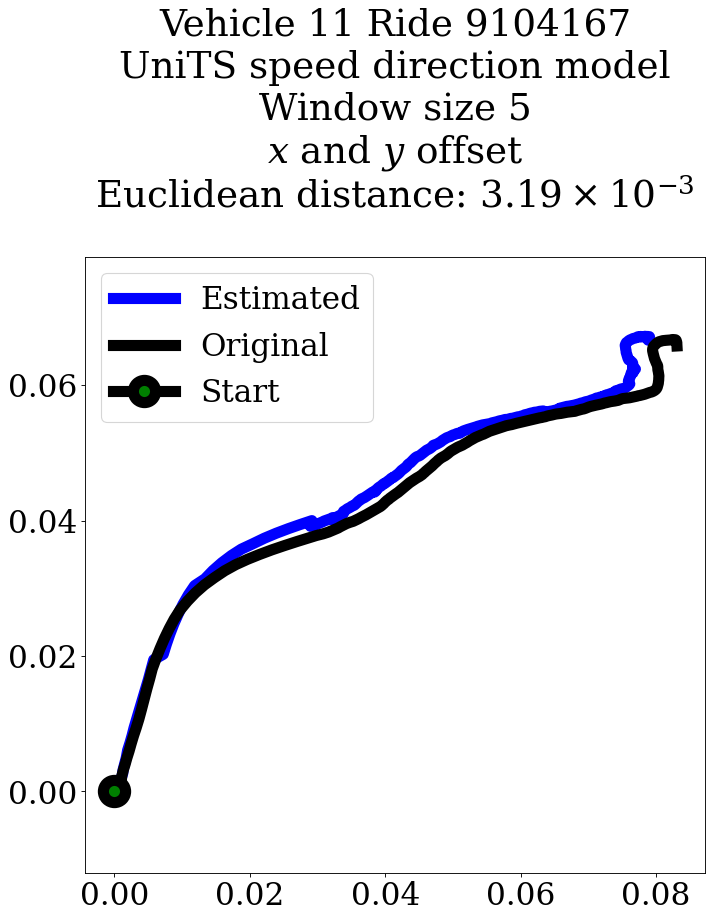 Vehicle 11 Ride 9104167
UniTS speed direction model
Window size 5
x and y offset
Euclidean distance: 3.19 × 10⁻³
Estimated
Original
Start
0.06
0.04
0.02
0.00
0.00 0.02 0.04 0.06 0.08